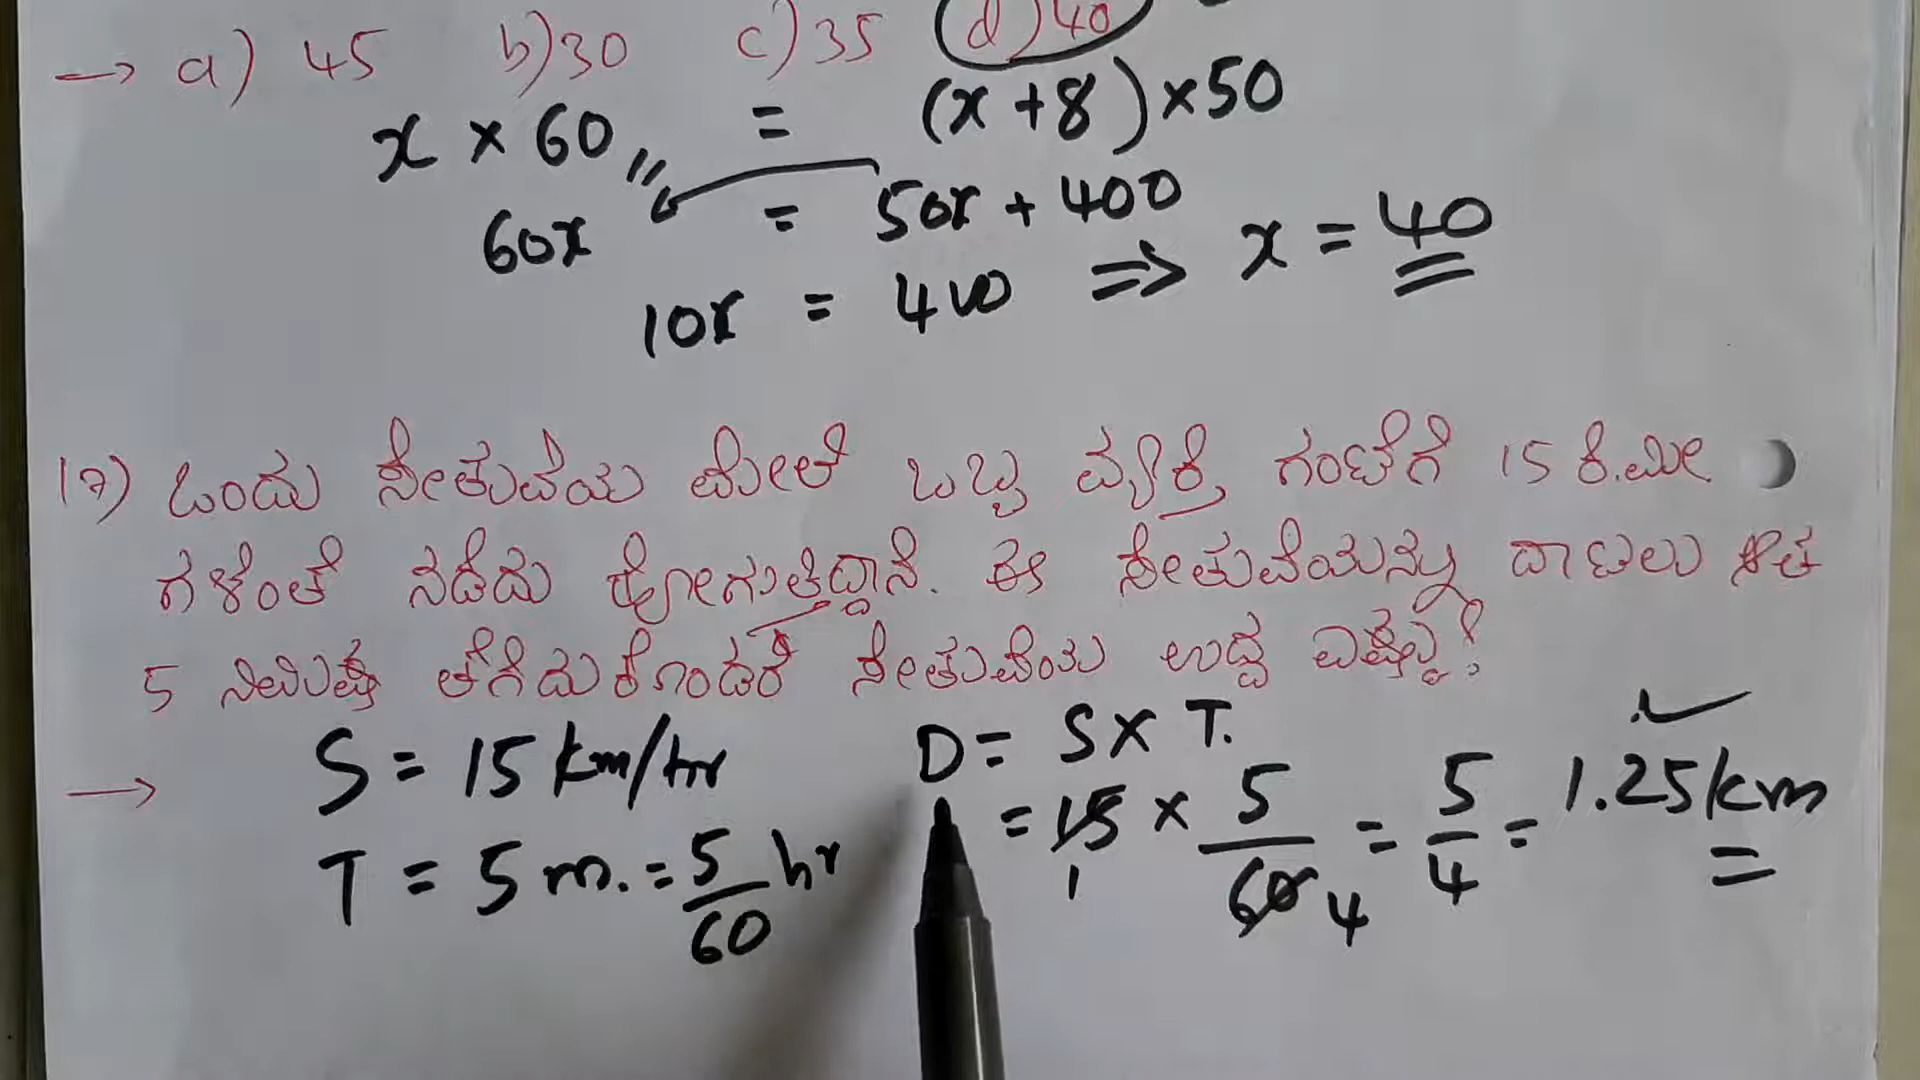 → a) 45 b) 30 c) 35 d) 40
x × 60 = (x + 8) × 50
60x = 50x + 400
10x = 400 ⇒ x = 40
17) ಒಂದು ಸೇತುವೆಯ ಮೇಲೆ ಒಬ್ಬ ವ್ಯಕ್ತಿ ಗಂಟೆಗೆ 15 ಕಿ.ಮೀ
ಗಳಂತೆ ನಡೆದು ಹೋಗುತ್ತಿದ್ದಾನೆ. ಈ ಸೇತುವೆಯನ್ನು ದಾಟಲು ಆತ
5 ನಿಮಿಷ ತೆಗೆದುಕೊಂಡರೆ ಸೇತುವೆಯ ಉದ್ದ ಎಷ್ಟು?
→ S = 15 km/hr D = S × T.
= 15 × 5/60 = 5/4 = 1.25 km
1 4
T = 5 m. = 5/60 hr